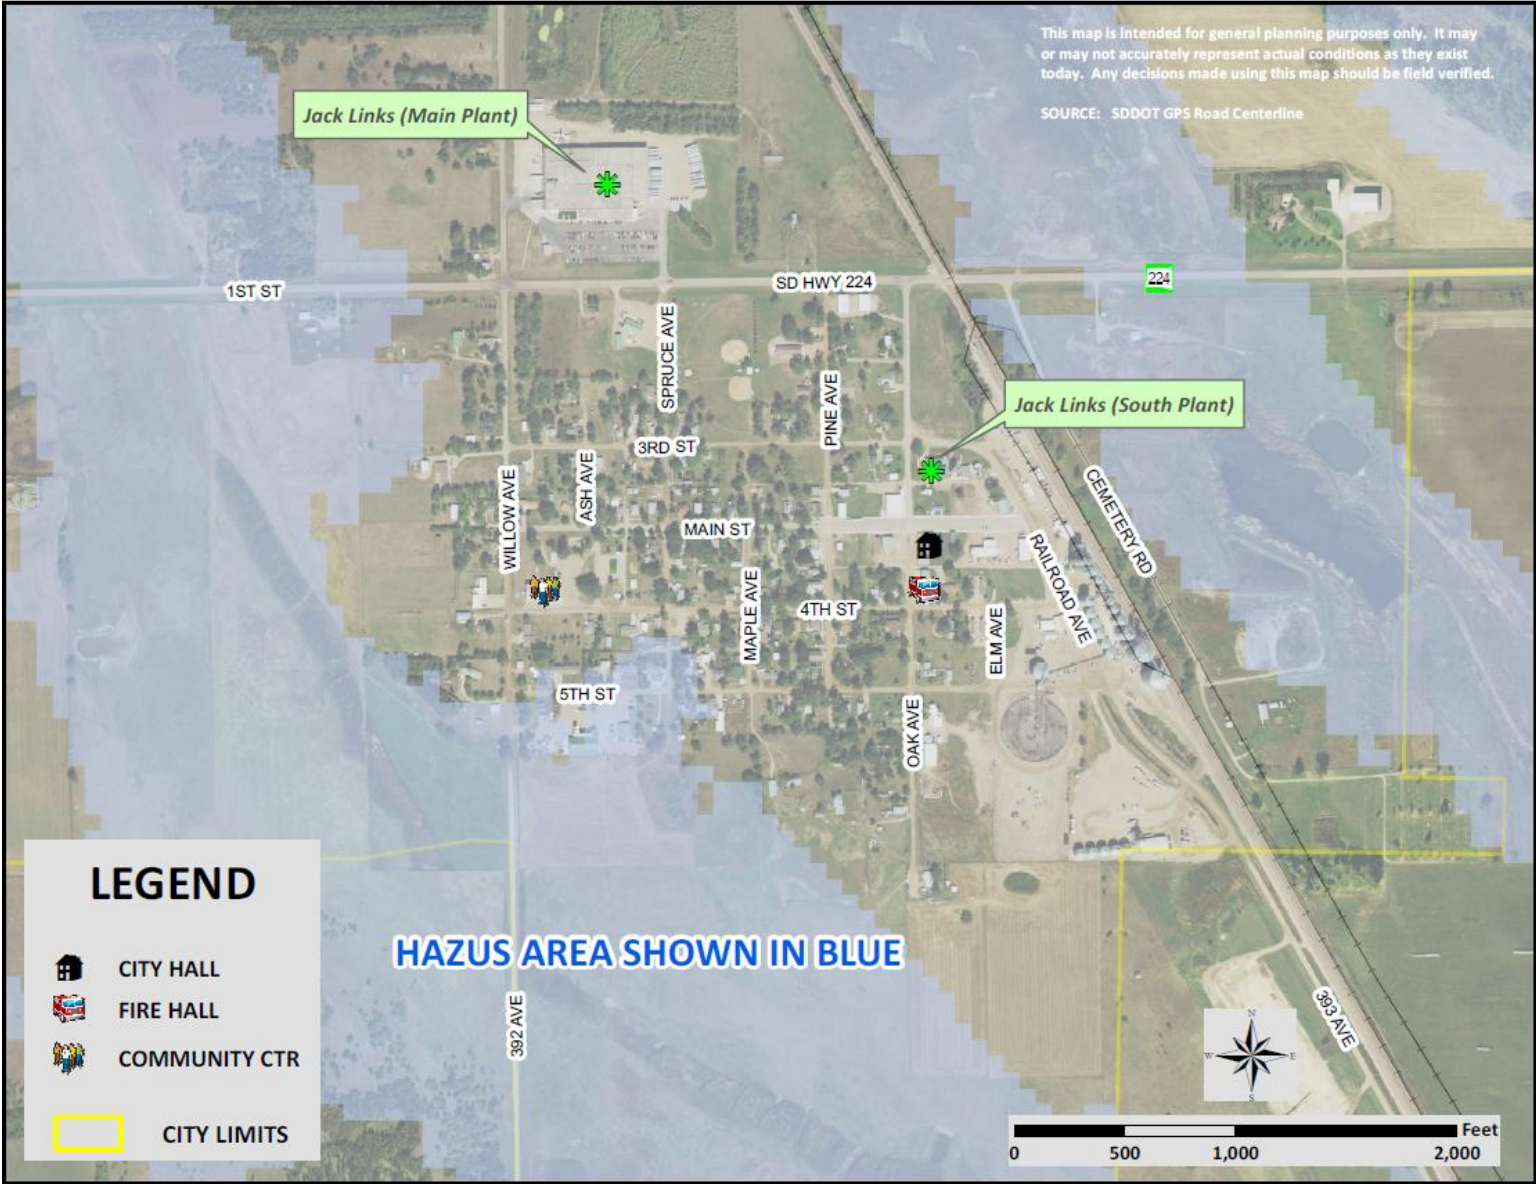 This map is intended for general planning purposes only. It may
or may not accurately represent actual conditions as they exist
today. Any decisions made using this map should be field verified.
SOURCE: SDDOT GPS Road Centerline
Jack Links (Main Plant)
1ST ST
SD HWY 224
224
SPRUCE AVE
PINE AVE
Jack Links (South Plant)
3RD ST
WILLOW AVE
ASH AVE
MAIN ST
CEMETERY RD
RAILROAD AVE
MAPLE AVE
4TH ST
ELM AVE
5TH ST
OAK AVE
HAZUS AREA SHOWN IN BLUE
392 AVE
393 AVE
LEGEND
CITY HALL
FIRE HALL
COMMUNITY CTR
CITY LIMITS
N
W
E
S
Feet
0 500 1,000 2,000